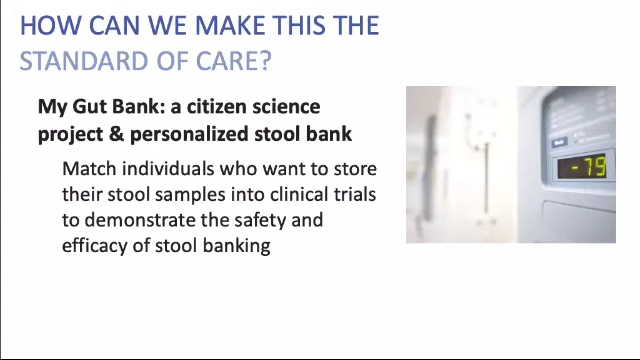 HOW CAN WE MAKE THIS THE
STANDARD OF CARE?
My Gut Bank: a citizen science
project & personalized stool bank
Match individuals who want to store
their stool samples into clinical trials
to demonstrate the safety and
efficacy of stool banking
-79